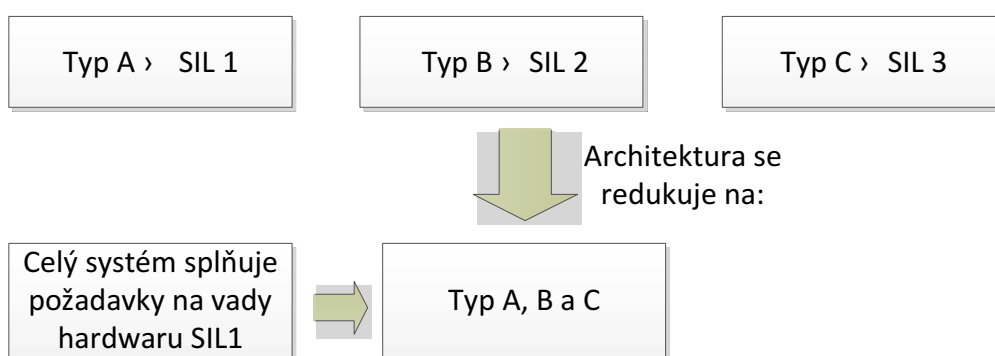 Typ A › SIL 1
Typ B › SIL 2
Typ C › SIL 3
Architektura se
redukuje na:
Celý systém splňuje
požadavky na vady
hardwaru SIL1
Typ A, B a C